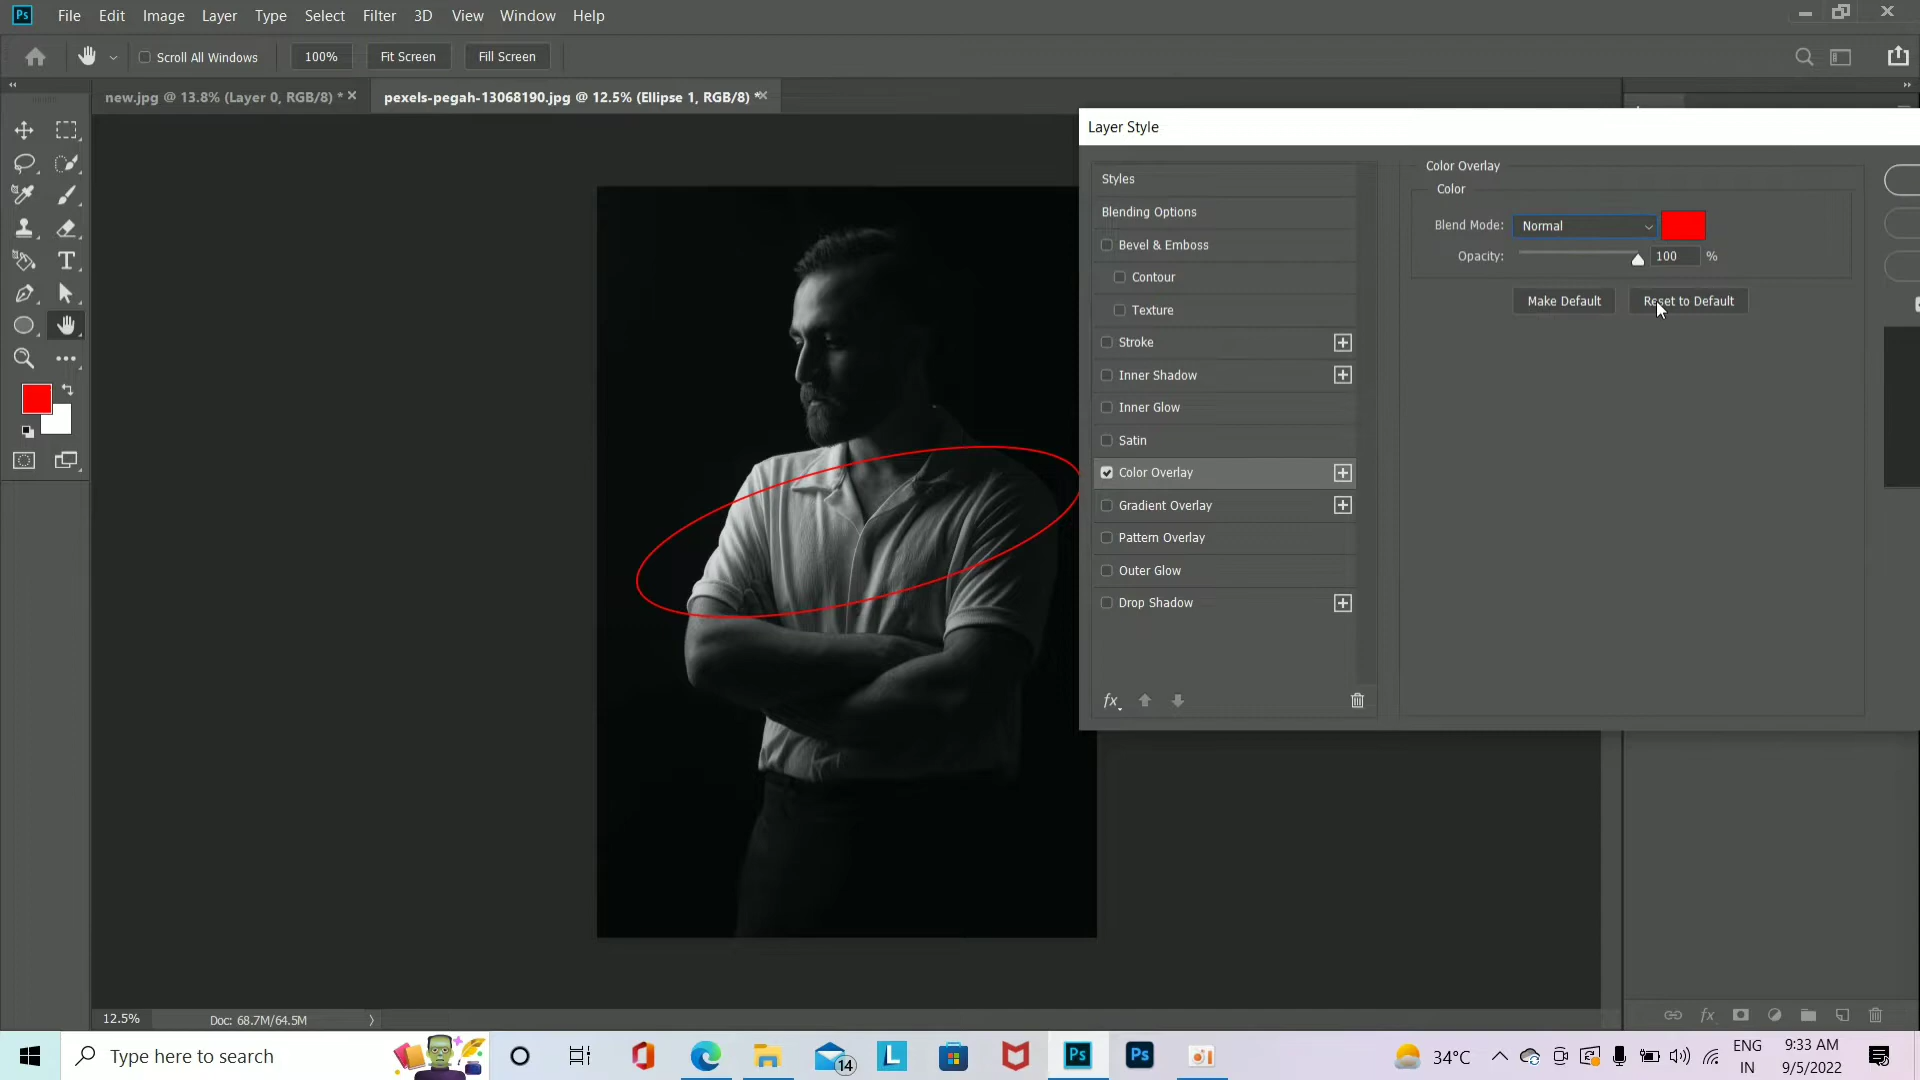 Ps File Edit Image Layer Type Select Filter 3D View Window Help
Scroll All Windows 100% Fit Screen Fill Screen
new.jpg @ 13.8% (Layer 0, RGB/8) * pexels-pegah-13068190.jpg @ 12.5% (Ellipse 1, RGB/8) *
Layer Style
Styles
Blending Options
Bevel & Emboss
Contour
Texture
Stroke
Inner Shadow
Inner Glow
Satin
Color Overlay
Gradient Overlay
Pattern Overlay
Outer Glow
Drop Shadow
fx
Color Overlay
Color
Blend Mode: Normal
Opacity: 100 %
Make Default Reset to Default
T
12.5% Doc: 68.7M/64.5M
fx
Type here to search
14
L
Ps
Ps
34°C
ENG
IN
9:33 AM
9/5/2022